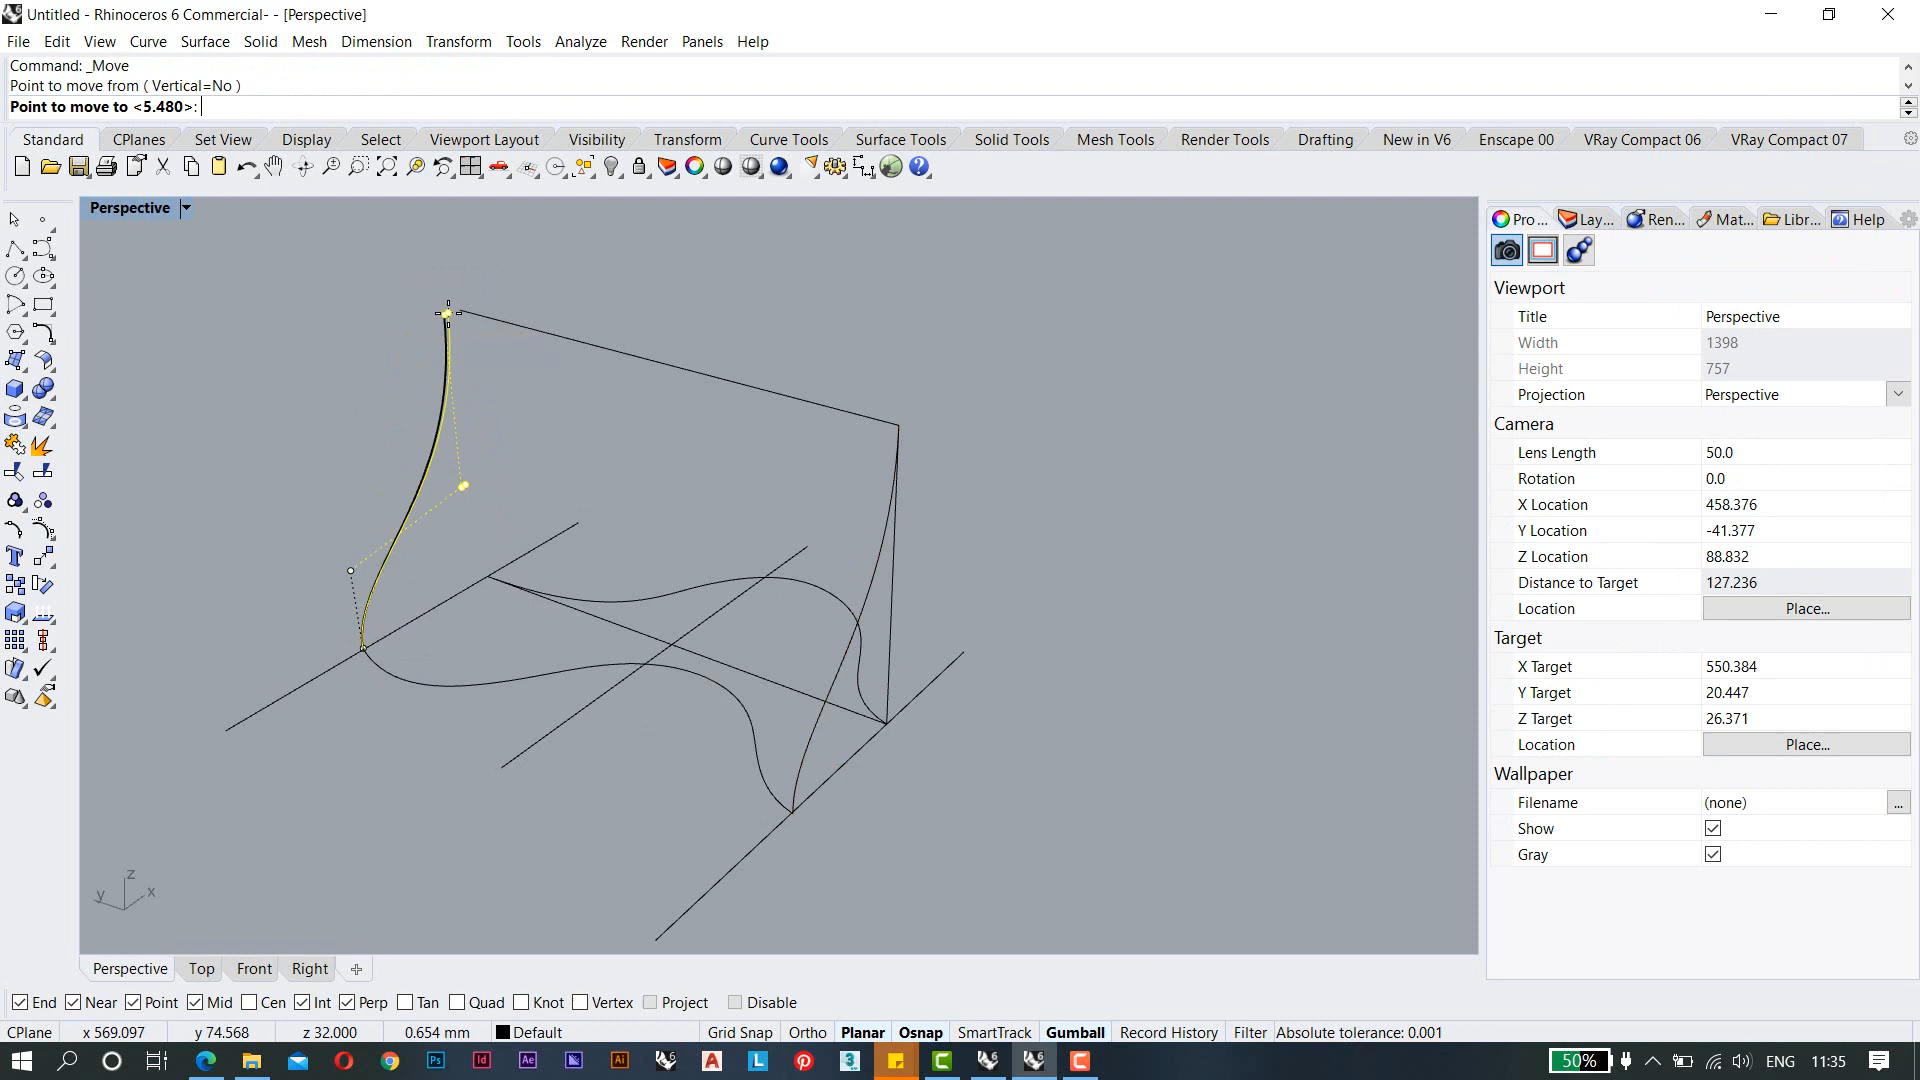 Untitled - Rhinoceros 6 Commercial- - [Perspective]
File Edit View Curve Surface Solid Mesh Dimension Transform Tools Analyze Render Panels Help
Command: _Move
Point to move from ( Vertical=No )
Point to move to <5.480>:
Standard CPlanes Set View Display Select Viewport Layout Visibility Transform Curve Tools Surface Tools Solid Tools Mesh Tools Render Tools Drafting New in V6 Enscape 00 VRay Compact 06 VRay Compact 07
Perspective
Pro... Lay... Ren... Mat... Libr... Help
Viewport
Title Perspective
Width 1398
Height 757
Projection Perspective
Camera
Lens Length 50.0
Rotation 0.0
X Location 458.376
Y Location -41.377
Z Location 88.832
Distance to Target 127.236
Location Place...
Target
X Target 550.384
Y Target 20.447
Z Target 26.371
Location Place...
Wallpaper
Filename (none) ...
Show
Gray
z
y x
Perspective Top Front Right
End Near Point Mid Cen Int Perp Tan Quad Knot Vertex Project Disable
CPlane x 569.097 y 74.568 z 32.000 0.654 mm Default Grid Snap Ortho Planar Osnap SmartTrack Gumball Record History Filter Absolute tolerance: 0.001
Ps Id Ae Ai 6 A L 3 C 6 6 C 50% ENG 11:35